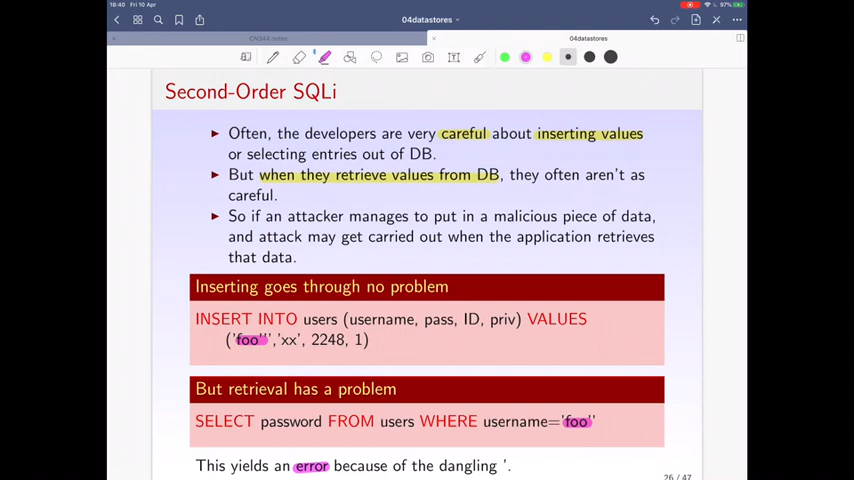 18:40 Fri 10 Apr
97%
04datastores
CN344 notes
04datastores
Second-Order SQLi
Often, the developers are very careful about inserting values
or selecting entries out of DB.
But when they retrieve values from DB, they often aren't as
careful.
So if an attacker manages to put in a malicious piece of data,
and attack may get carried out when the application retrieves
that data.
Inserting goes through no problem
INSERT INTO users (username, pass, ID, priv) VALUES
('foo''','xx', 2248, 1)
But retrieval has a problem
SELECT password FROM users WHERE username='foo''
This yields an error because of the dangling '.
26 / 47